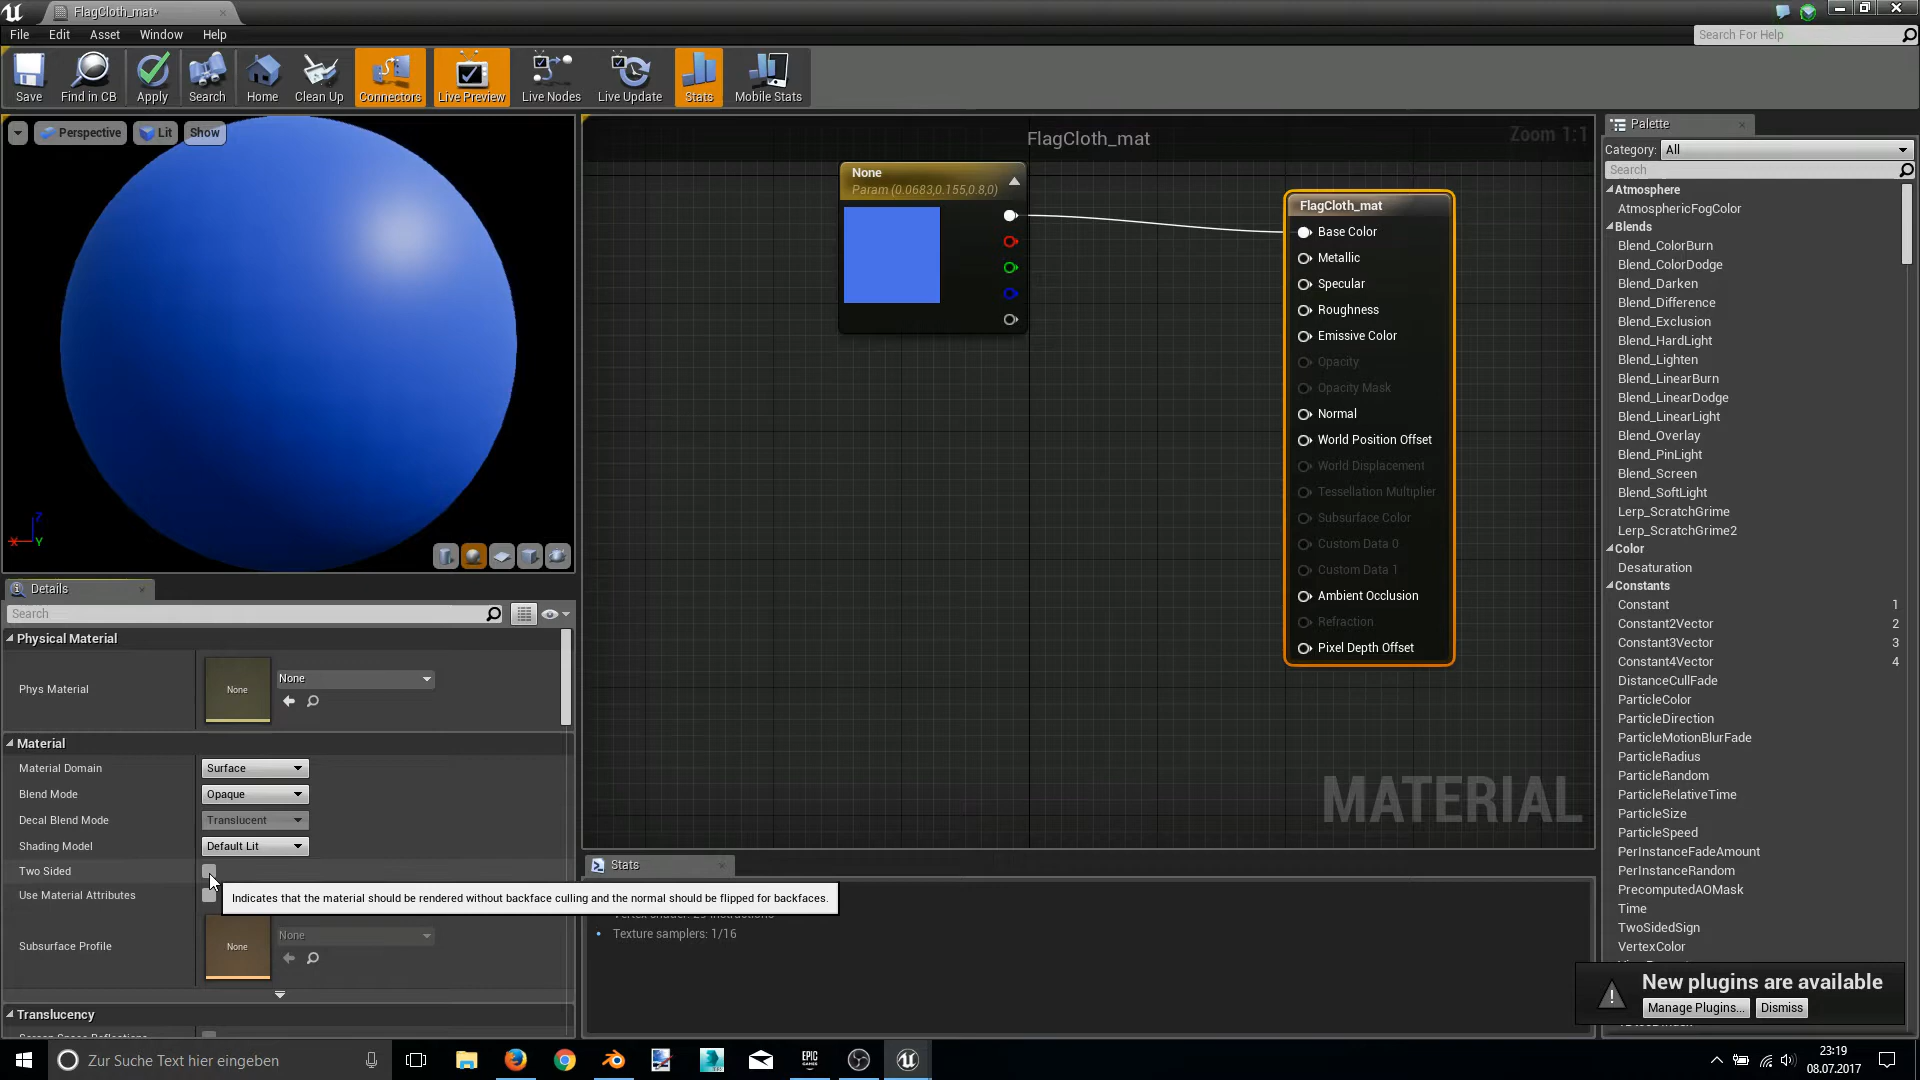 FlagCloth_mat*
File Edit Asset Window Help
Search For Help
Save Find in CB Apply Search Home Clean Up Connectors Live Preview Live Nodes Live Update Stats Mobile Stats
Perspective Lit Show
FlagCloth_mat
Zoom 1:1
None
Param (0.0683,0.155,0.8,0)
FlagCloth_mat
Base Color
Metallic
Specular
Roughness
Emissive Color
Opacity
Opacity Mask
Normal
World Position Offset
World Displacement
Tessellation Multiplier
Subsurface Color
Custom Data 0
Custom Data 1
Ambient Occlusion
Refraction
Pixel Depth Offset
MATERIAL
X Y Z
Details
Search
Physical Material
Phys Material None None
Material
Material Domain Surface
Blend Mode Opaque
Decal Blend Mode Translucent
Shading Model Default Lit
Two Sided
Use Material Attributes
Indicates that the material should be rendered without backface culling and the normal should be flipped for backfaces.
Subsurface Profile None None
Translucency
Stats
Texture samplers: 1/16
Palette
Category: All
Search
Atmosphere
AtmosphericFogColor
Blends
Blend_ColorBurn
Blend_ColorDodge
Blend_Darken
Blend_Difference
Blend_Exclusion
Blend_HardLight
Blend_Lighten
Blend_LinearBurn
Blend_LinearDodge
Blend_LinearLight
Blend_Overlay
Blend_PinLight
Blend_Screen
Blend_SoftLight
Lerp_ScratchGrime
Lerp_ScratchGrime2
Color
Desaturation
Constants
Constant 1
Constant2Vector 2
Constant3Vector 3
Constant4Vector 4
DistanceCullFade
ParticleColor
ParticleDirection
ParticleMotionBlurFade
ParticleRadius
ParticleRandom
ParticleRelativeTime
ParticleSize
ParticleSpeed
PerInstanceFadeAmount
PerInstanceRandom
PrecomputedAOMask
Time
TwoSidedSign
VertexColor
New plugins are available
Manage Plugins... Dismiss
Zur Suche Text hier eingeben
EPIC GAMES
23:19
08.07.2017